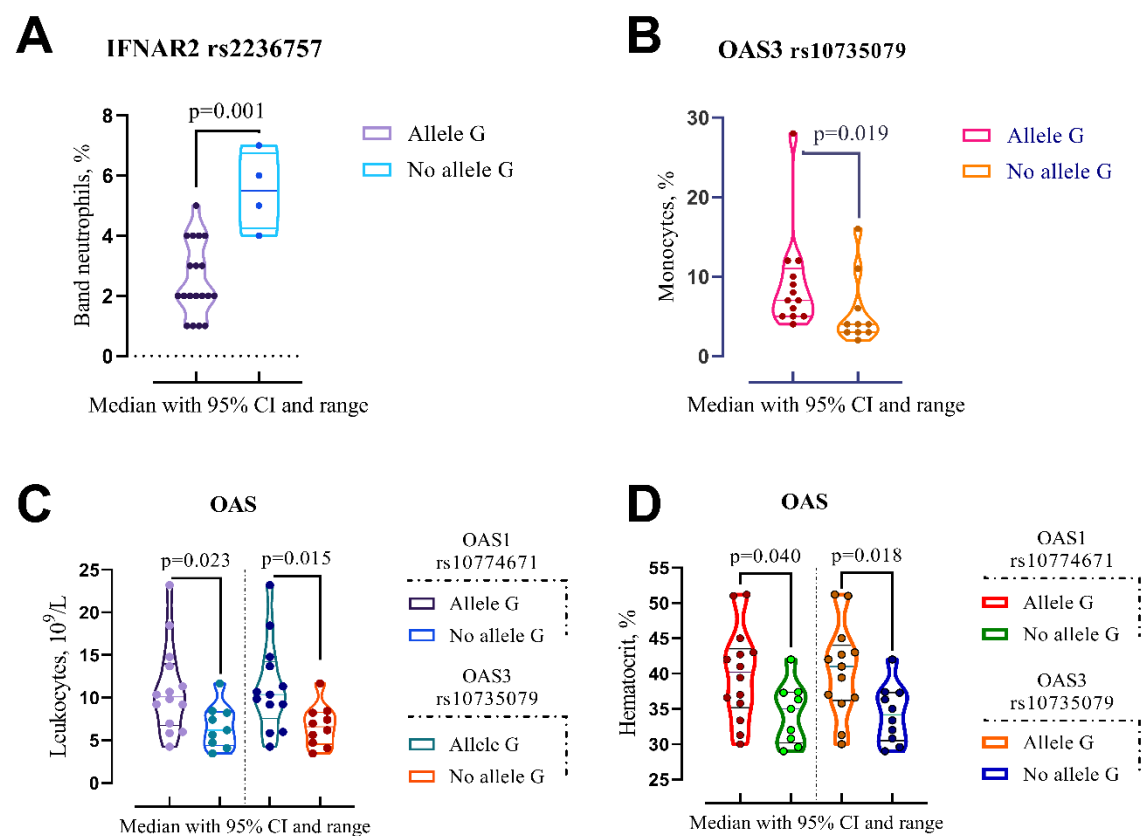 A
IFNAR2 rs2236757
p=0.001
Band neutrophils, %
8
6
4
2
0
Allele G
No allele G
Median with 95% CI and range
B
OAS3 rs10735079
p=0.019
Monocytes, %
30
20
10
0
Allele G
No allele G
Median with 95% CI and range
C
OAS
p=0.023
p=0.015
Leukocytes, 10⁹/L
25
20
15
10
5
0
OAS1
rs10774671
Allele G
No allele G
OAS3
rs10735079
Allele G
No allele G
Median with 95% CI and range
D
OAS
p=0.040
p=0.018
Hematocrit, %
55
50
45
40
35
30
25
OAS1
rs10774671
Allele G
No allele G
OAS3
rs10735079
Allele G
No allele G
Median with 95% CI and range